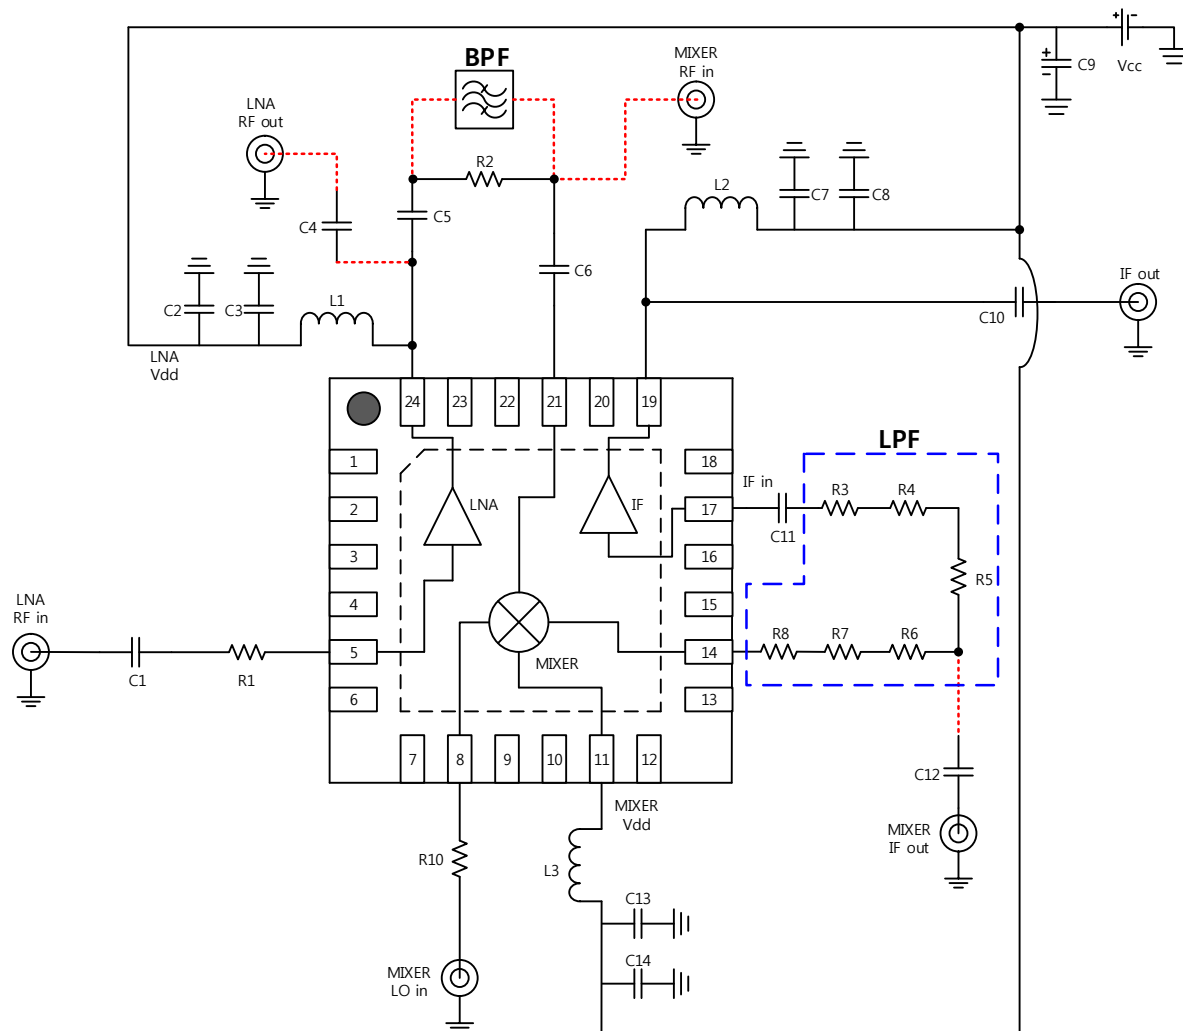 BPF
MIXER
RF in
+ -
Vcc
+
-
C9
LNA
RF out
R2
L2
C7
C8
C4
C5
C6
C2
C3
L1
IF out
C10
LNA
Vdd
24
23
22
21
20
19
LPF
1
18
IF in
R3
R4
2
LNA
IF
17
C11
3
16
R5
4
15
LNA
RF in
R8
R7
R6
5
14
C1
R1
MIXER
6
13
7
8
9
10
11
12
C12
MIXER
Vdd
MIXER
IF out
R10
L3
C13
C14
MIXER
LO in